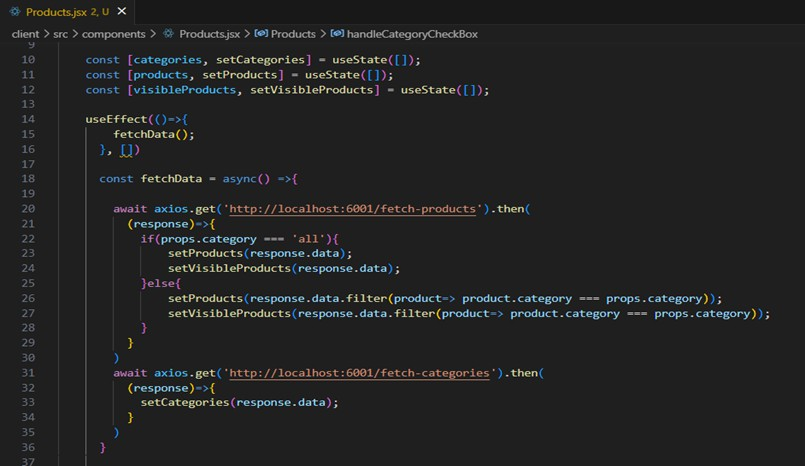 Products.jsx 2, U ×
client > src > components > Products.jsx > Products > handleCategoryCheckBox
9
10 const [categories, setCategories] = useState([]);
11 const [products, setProducts] = useState([]);
12 const [visibleProducts, setVisibleProducts] = useState([]);
13
14 useEffect(()=>{
15 fetchData();
16 }, [])
17
18 const fetchData = async() =>{
19
20 await axios.get('http://localhost:6001/fetch-products').then(
21 (response)=>{
22 if(props.category === 'all'){
23 setProducts(response.data);
24 setVisibleProducts(response.data);
25 }else{
26 setProducts(response.data.filter(product=> product.category === props.category));
27 setVisibleProducts(response.data.filter(product=> product.category === props.category));
28 }
29 }
30 )
31 await axios.get('http://localhost:6001/fetch-categories').then(
32 (response)=>{
33 setCategories(response.data);
34 }
35 )
36 }
37